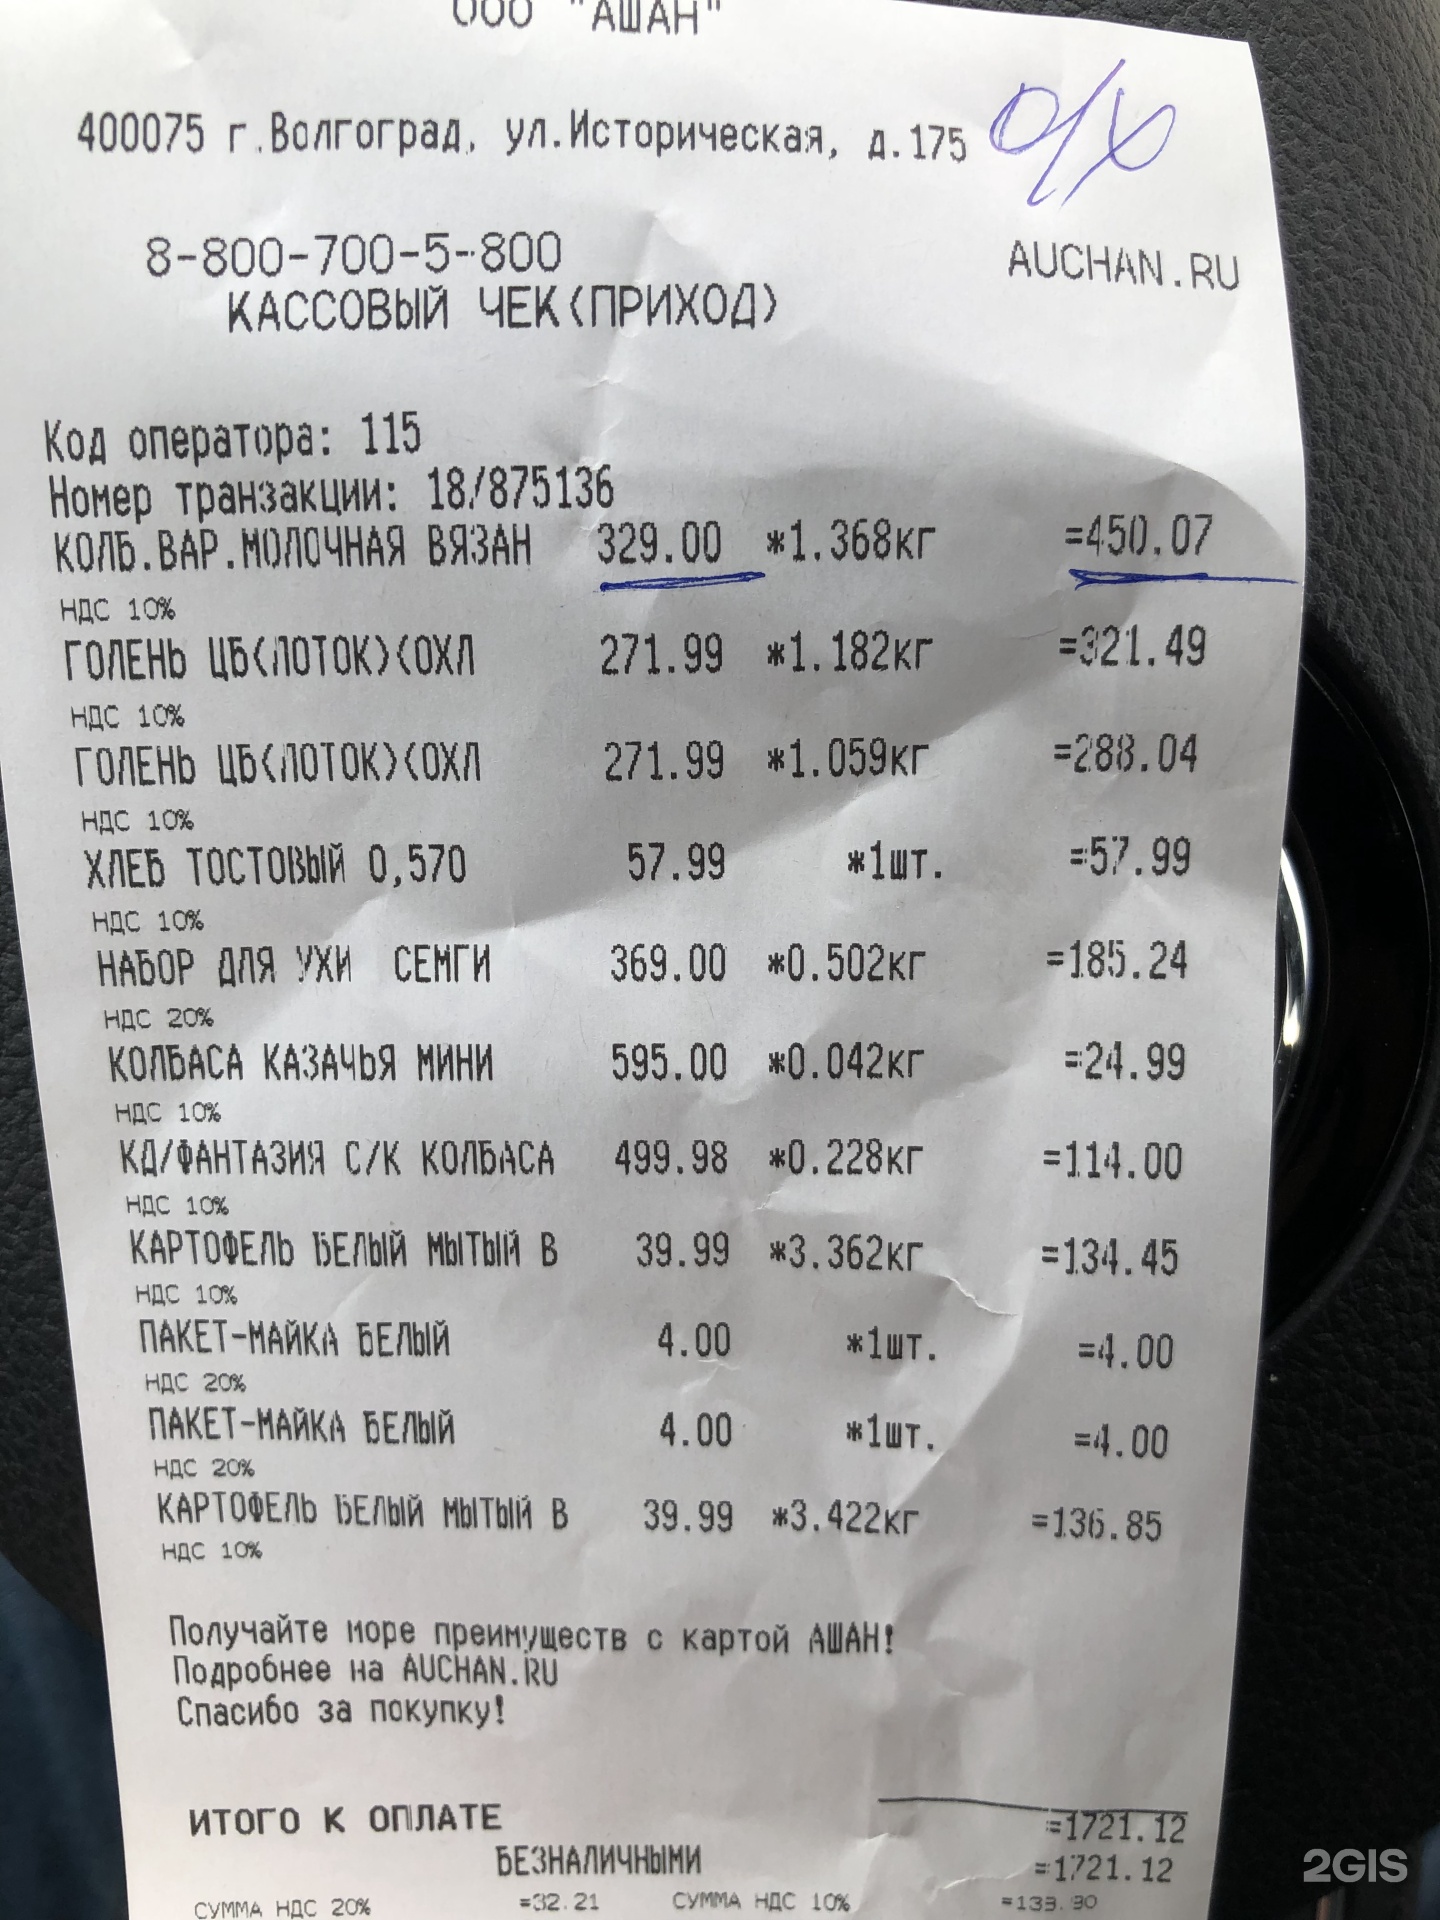 ООО "АШАН"
400075 г.Волгоград, ул.Историческая, д.175
8-800-700-5-800 AUCHAN.RU
КАССОВЫЙ ЧЕК(ПРИХОД)
Код оператора: 115
Номер транзакции: 18/875136
КОЛБ.ВАР.МОЛОЧНАЯ ВЯЗАН 329.00 *1.368кг =450.07
НДС 10%
ГОЛЕНЬ ЦБ(ЛОТОК)(ОХЛ 271.99 *1.182кг =321.49
НДС 10%
ГОЛЕНЬ ЦБ(ЛОТОК)(ОХЛ 271.99 *1.059кг =288.04
НДС 10%
ХЛЕБ ТОСТОВЫЙ 0,570 57.99 *1шт. =57.99
НДС 10%
НАБОР ДЛЯ УХИ СЕМГИ 369.00 *0.502кг =185.24
НДС 20%
КОЛБАСА КАЗАЧЬЯ МИНИ 595.00 *0.042кг =24.99
НДС 10%
КД/ФАНТАЗИЯ С/К КОЛБАСА 499.98 *0.228кг =114.00
НДС 10%
КАРТОФЕЛЬ БЕЛЫЙ МЫТЫЙ В 39.99 *3.362кг =134.45
НДС 10%
ПАКЕТ-МАЙКА БЕЛЫЙ 4.00 *1шт. =4.00
НДС 20%
ПАКЕТ-МАЙКА БЕЛЫЙ 4.00 *1шт. =4.00
НДС 20%
КАРТОФЕЛЬ БЕЛЫЙ МЫТЫЙ В 39.99 *3.422кг =136.85
НДС 10%
Получайте море преимуществ с картой АШАН!
Подробнее на AUCHAN.RU
Спасибо за покупку!
ИТОГО К ОПЛАТЕ =1721.12
БЕЗНАЛИЧНЫМИ =1721.12
СУММА НДС 20% =32.21 СУММА НДС 10% =139.90
2GIS